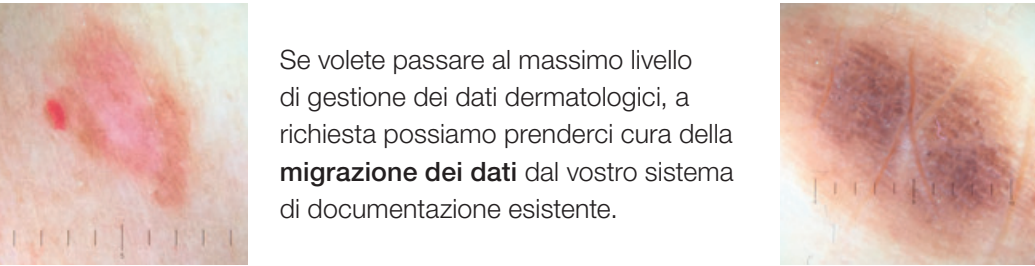 Se volete passare al massimo livello
di gestione dei dati dermatologici, a
richiesta possiamo prenderci cura della
migrazione dei dati dal vostro sistema
di documentazione esistente.